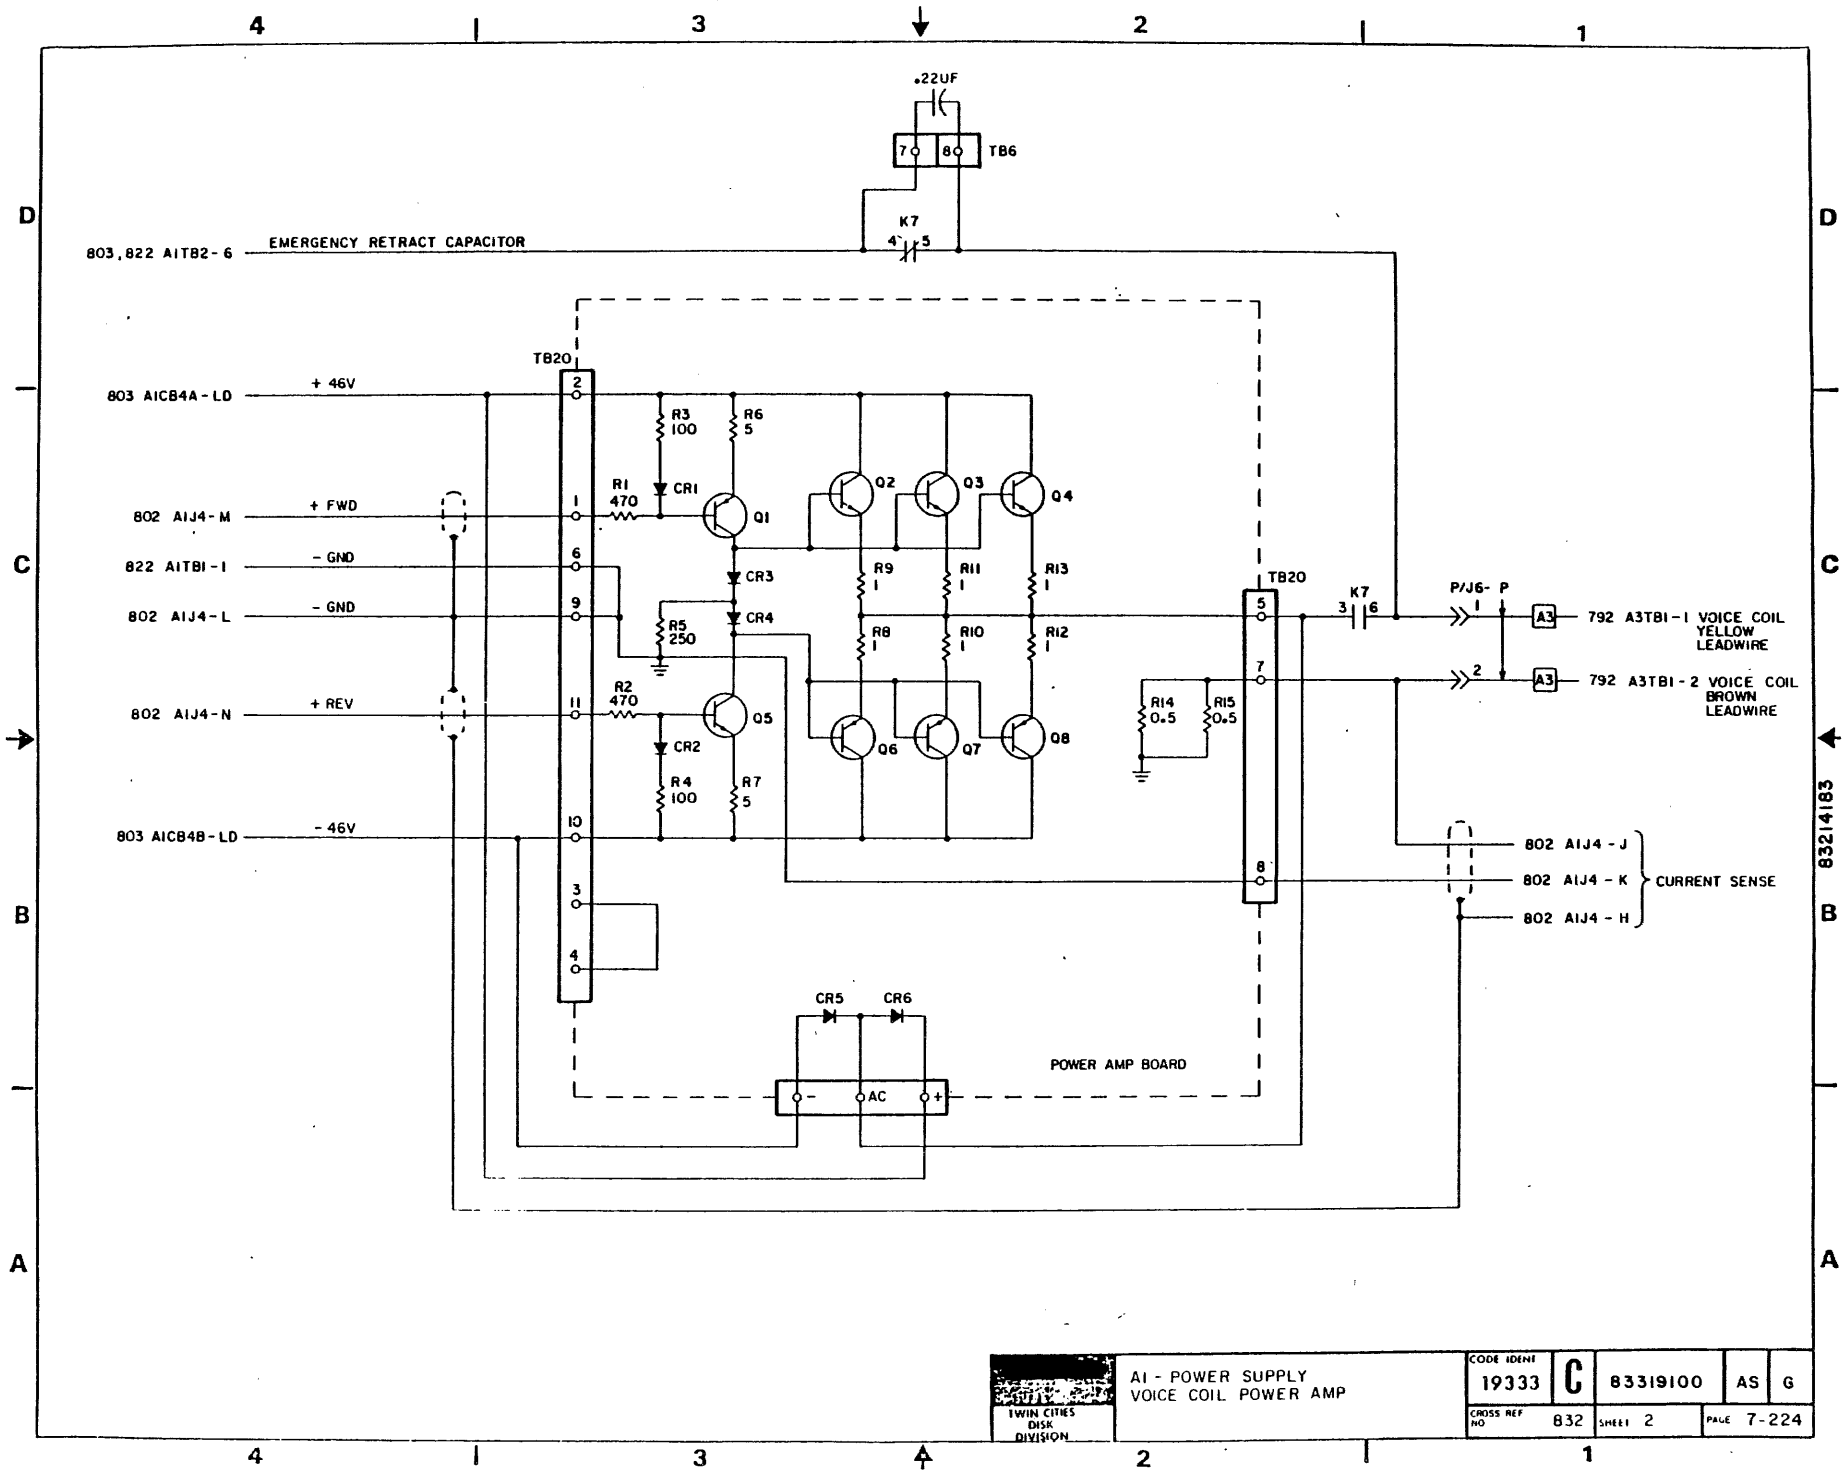 4 3 2 1
.22UF
7 8 TB6
D D
K7
4 5
803,822 A1TB2-6 EMERGENCY RETRACT CAPACITOR
TB20
803 A1CB4A-LD + 46V 2
R3 100
R6 5
R1 470
CR1
Q1
Q2
Q3
Q4
802 A1J4-M + FWD 1
C C
822 A1TB1-1 - GND 6
802 A1J4-L - GND 9
CR3
CR4
R5 250
R9 1
R11 1
R13 1
R8 1
R10 1
R12 1
TB20
5
K7
3 6
P/J6- P
1
A3 792 A3TB1-1 VOICE COIL
YELLOW
LEADWIRE
7
2
A3 792 A3TB1-2 VOICE COIL
BROWN
LEADWIRE
802 A1J4-N + REV 11
R2 470
Q5
CR2
R4 100
R7 5
Q6
Q7
Q8
R14 0.5
R15 0.5
83214183
803 A1CB4B-LD - 46V 10
802 A1J4-J
8
802 A1J4-K CURRENT SENSE
802 A1J4-H
3
B B
4
CR5 CR6
POWER AMP BOARD
- AC +
A A
TWIN CITIES
DISK
DIVISION
A1 - POWER SUPPLY
VOICE COIL POWER AMP
CODE IDENT
19333 C 83319100 AS G
CROSS REF
NO 832 SHEET 2 PAGE 7-224
4 3 2 1